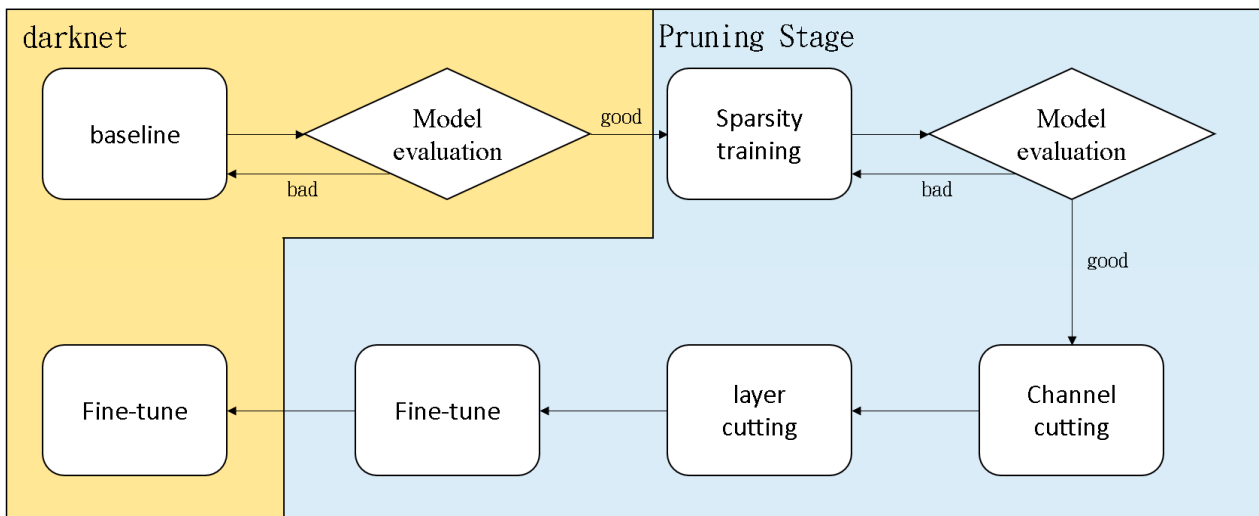 darknet
Pruning Stage
baseline
Model
evaluation
good
bad
Sparsity
training
Model
evaluation
bad
good
Fine-tune
Fine-tune
layer
cutting
Channel
cutting